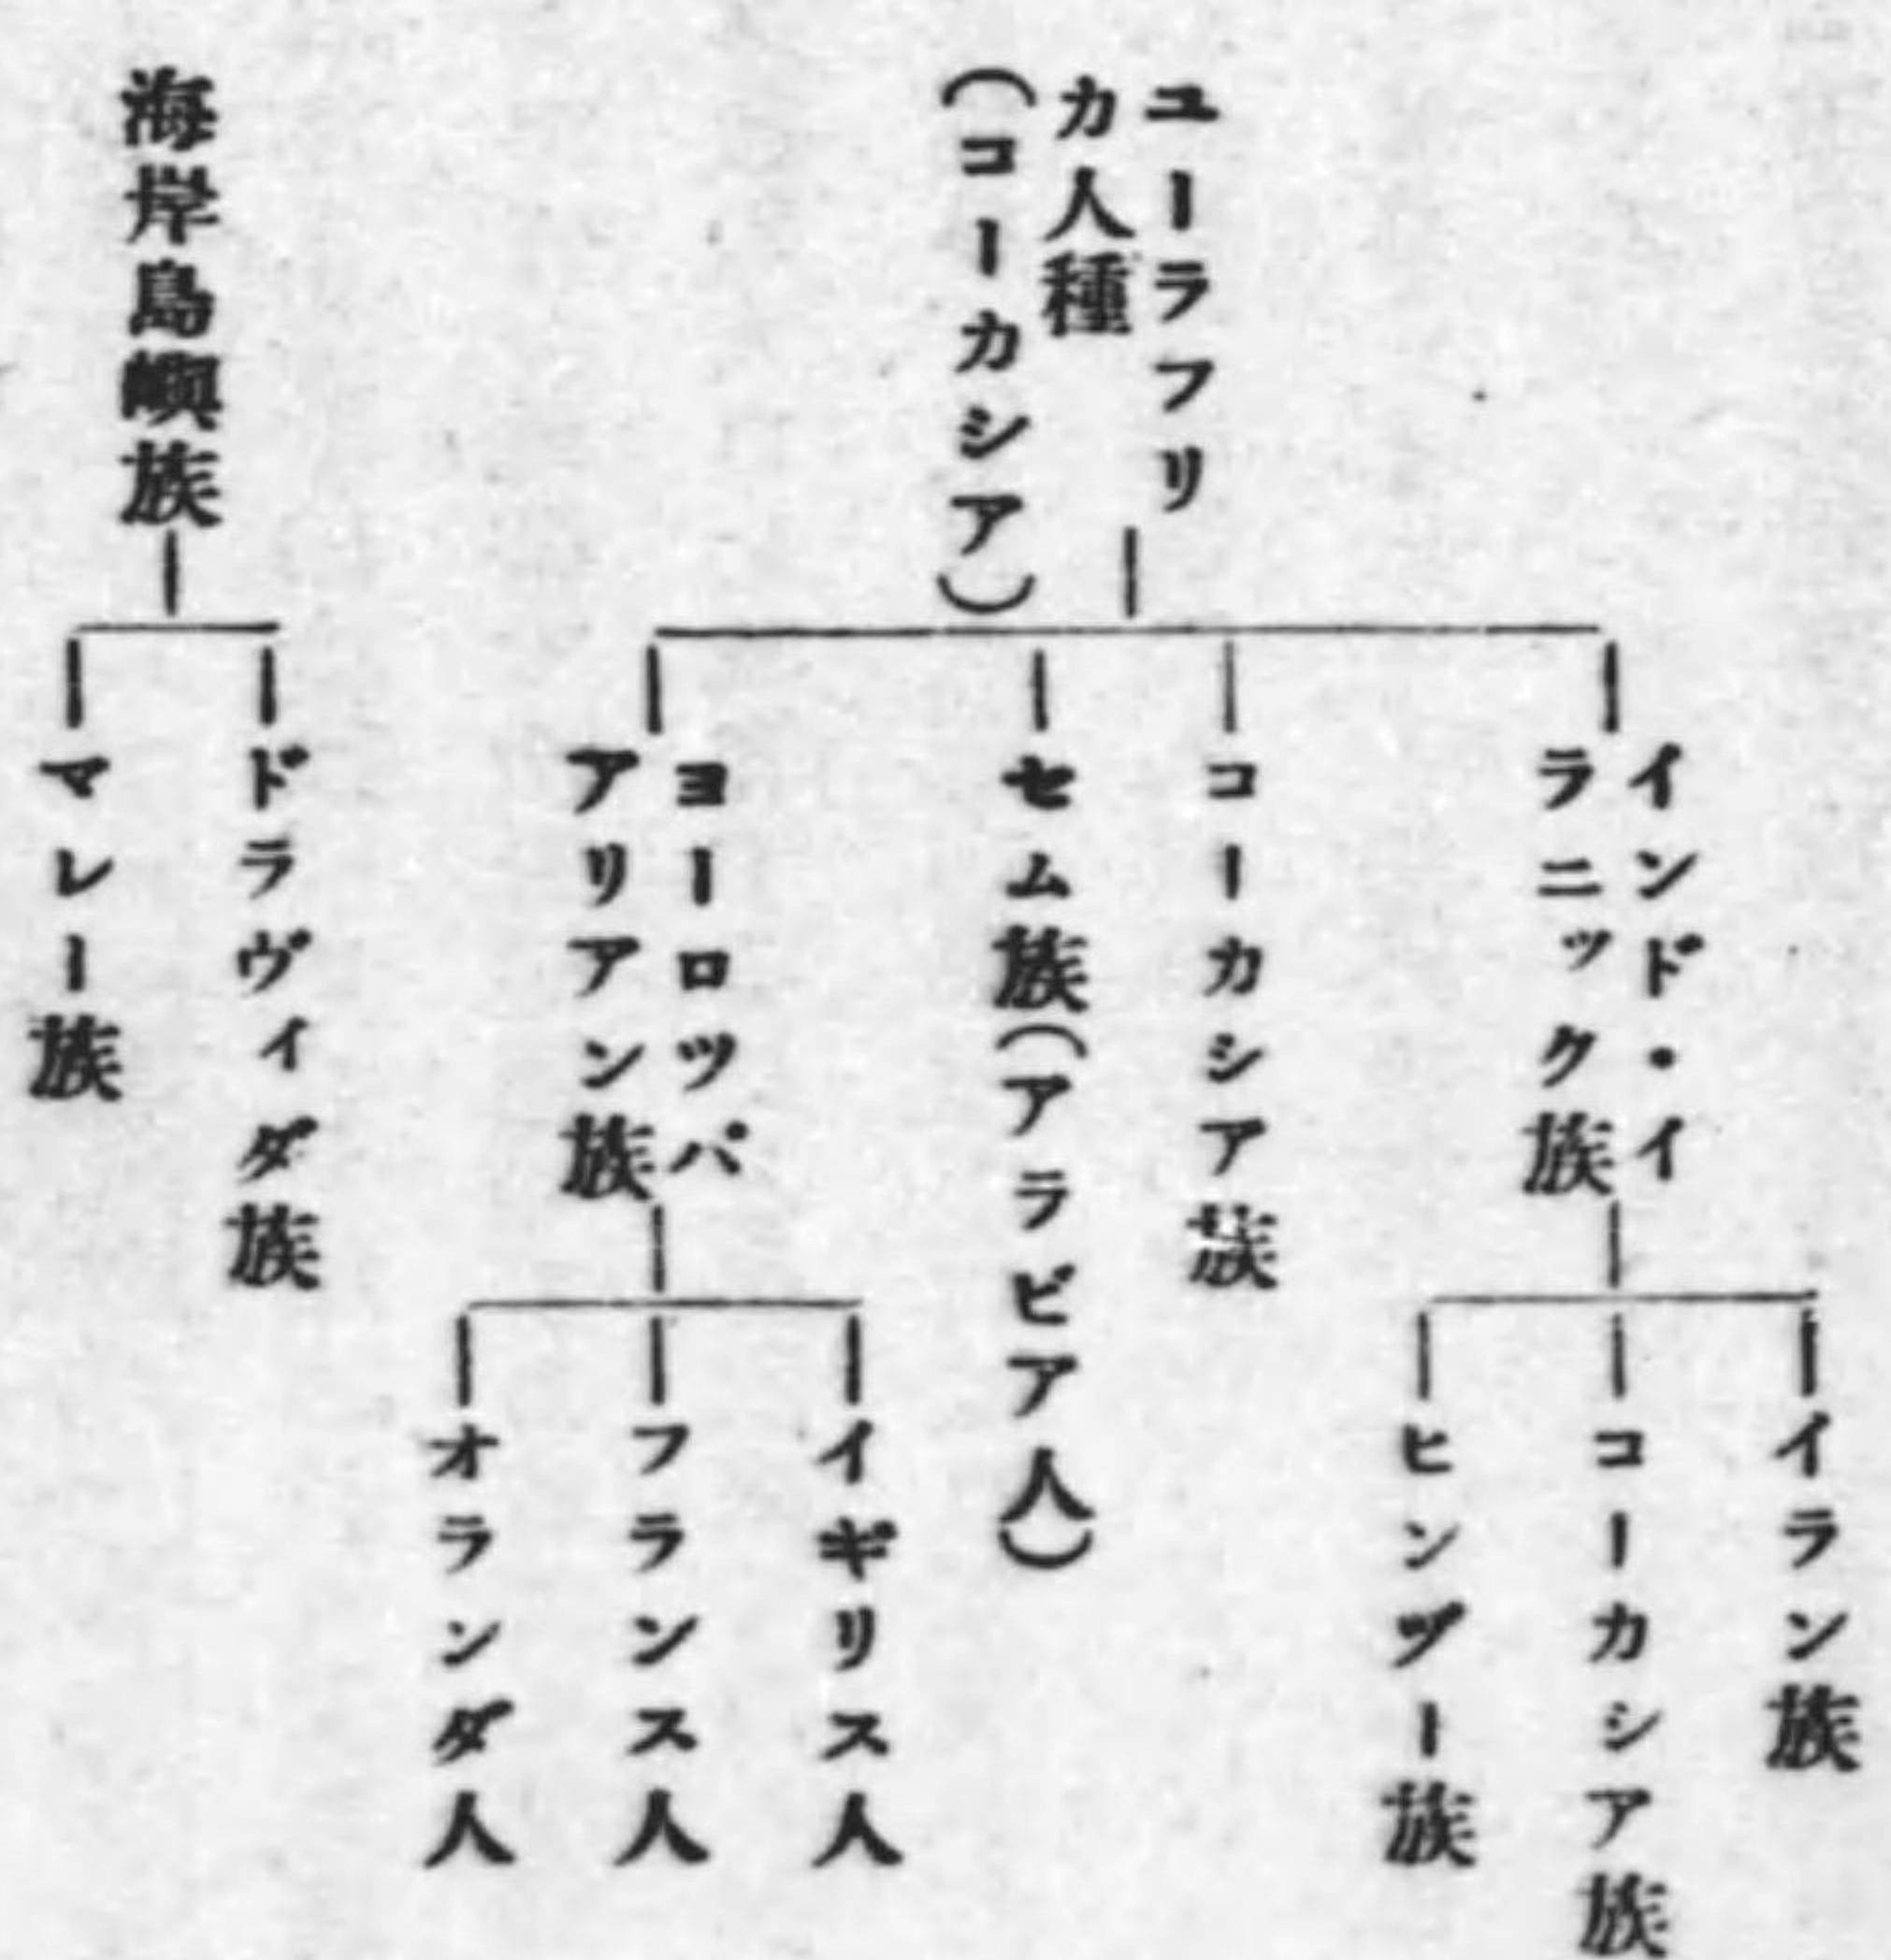 ユーラフリ
カ人種
(コーカシア)
インド・イ
ラニック族
イラン族
コーカシア族
ヒンヅー族
コーカシア族
セム族(アラビア人)
ヨーロツパ
アリアン族
イギリス人
フランス人
オランダ人
海岸島嶼族
ドラヴィダ族
マレー族